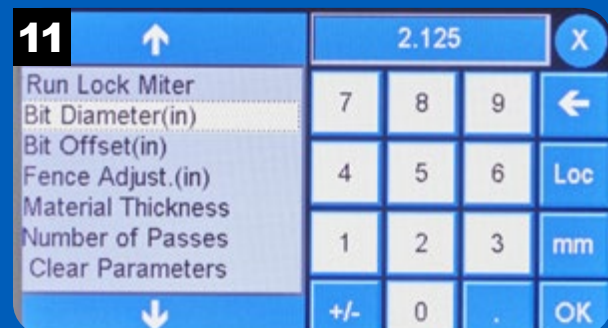 11
2.125
X
Run Lock Miter
Bit Diameter(in)
Bit Offset(in)
Fence Adjust.(in)
Material Thickness
Number of Passes
Clear Parameters
7 8 9
4 5 6 Loc
1 2 3 mm
+/- 0 . OK